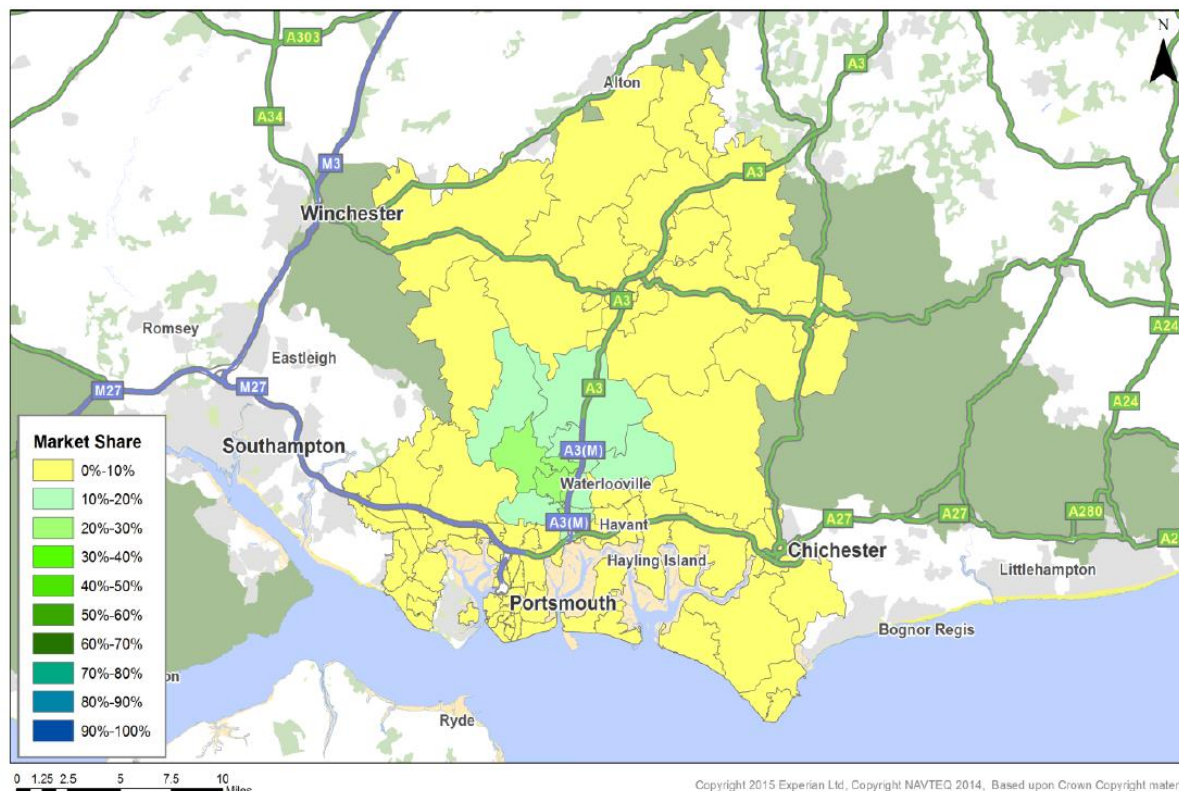 N
A303
A3
Alton
A34
M3
A3
Winchester
A3
Romsey
Eastleigh
A24
M27
M27
A3
A24
Market Share
0%-10%
10%-20%
20%-30%
30%-40%
40%-50%
50%-60%
60%-70%
70%-80%
80%-90%
90%-100%
Southampton
A3(M)
Waterlooville
A3(M)
Havant
A27
A27
A280
A2
Chichester
Hayling Island
Littlehampton
Portsmouth
Bognor Regis
on
Ryde
0 1.25 2.5 5 7.5 10
Miles
Copyright 2015 Experian Ltd, Copyright NAVTEQ 2014, Based upon Crown Copyright mater